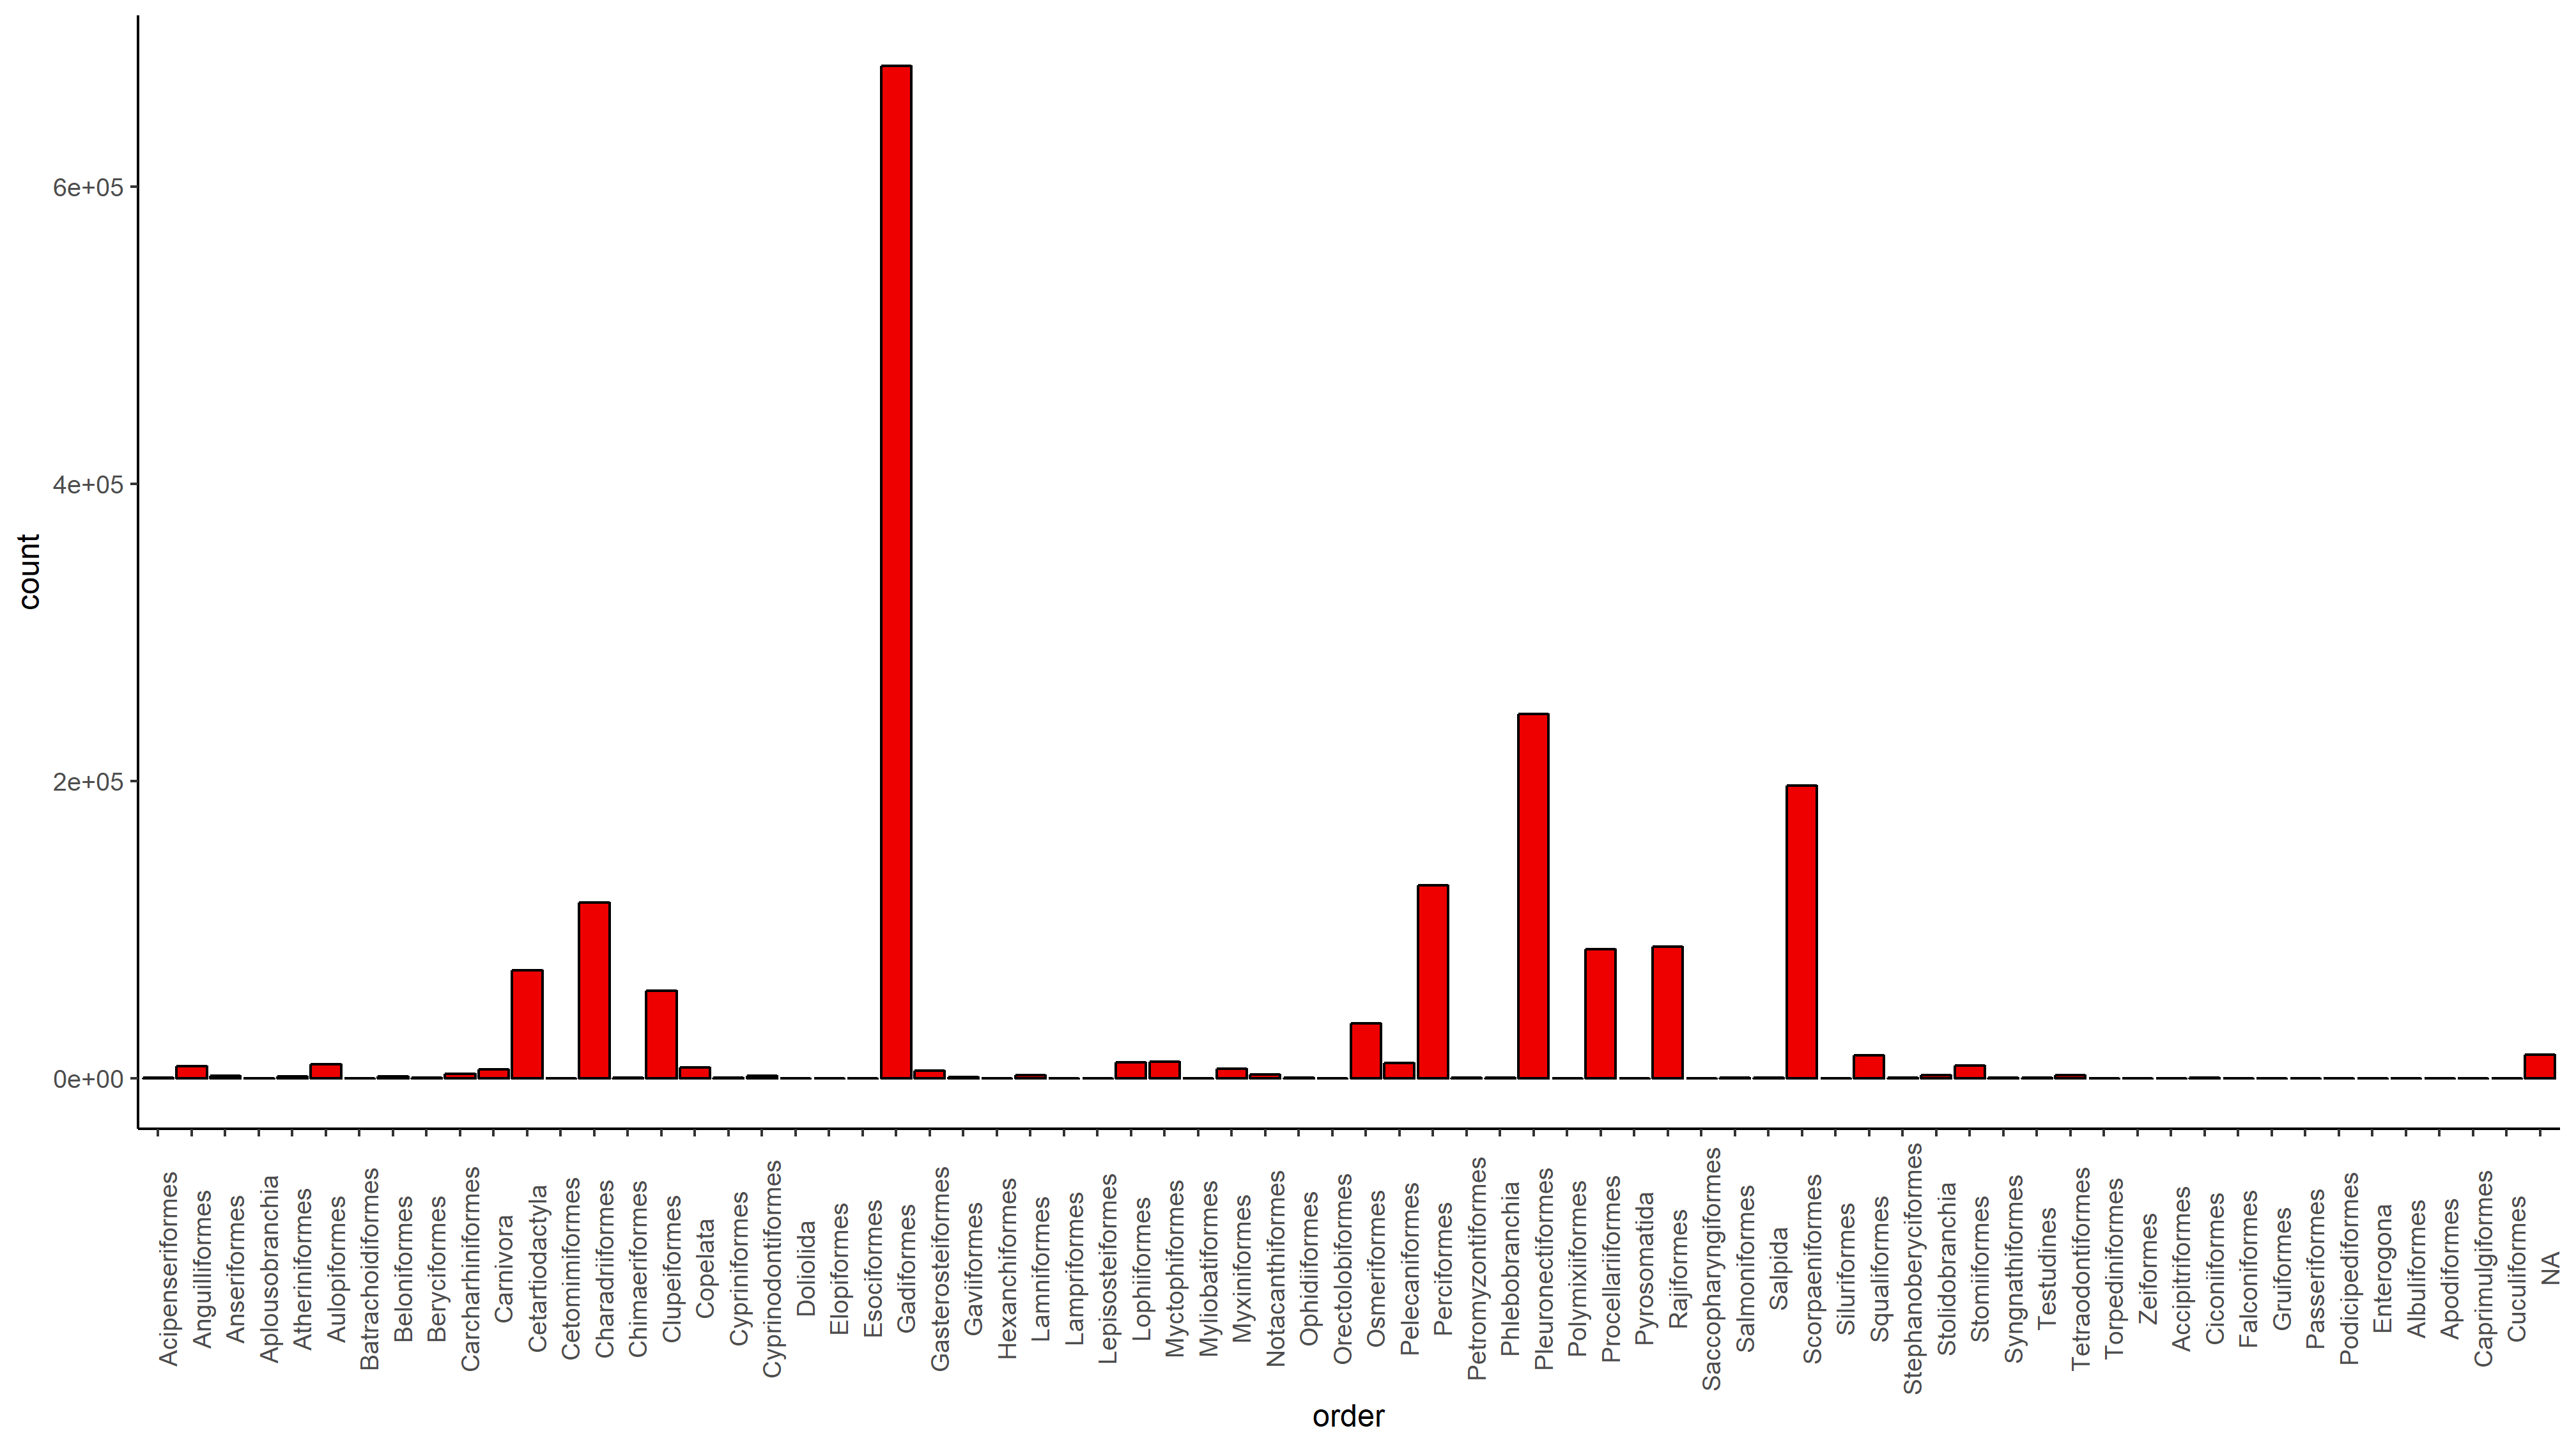 6e+05
4e+05
2e+05
0e+00
count
Acipenseriformes
Anguilliformes
Anseriformes
Aplousobranchia
Atheriniformes
Aulopiformes
Batrachoidiformes
Beloniformes
Beryciformes
Carcharhiniformes
Carnivora
Cetartiodactyla
Cetomimiformes
Charadriiformes
Chimaeriformes
Clupeiformes
Copelata
Cypriniformes
Cyprinodontiformes
Doliolida
Elopiformes
Esociformes
Gadiformes
Gasterosteiformes
Gaviiformes
Hexanchiformes
Lamniformes
Lampriformes
Lepisosteiformes
Lophiiformes
Myctophiformes
Myliobatiformes
Myxiniformes
Notacanthiformes
Ophidiiformes
Orectolobiformes
Osmeriformes
Pelecaniformes
Perciformes
Petromyzontiformes
Phlebobranchia
Pleuronectiformes
Polymixiiformes
Procellariiformes
Pyrosomatida
Rajiformes
Saccopharyngiformes
Salmoniformes
Salpida
Scorpaeniformes
Siluriformes
Squaliformes
Stephanoberyciformes
Stolidobranchia
Stomiiformes
Syngnathiformes
Testudines
Tetraodontiformes
Torpediniformes
Zeiformes
Accipitriformes
Ciconiiformes
Falconiformes
Gruiformes
Passeriformes
Podicipediformes
Enterogona
Albuliformes
Apodiformes
Caprimulgiformes
Cuculiformes
NA
order